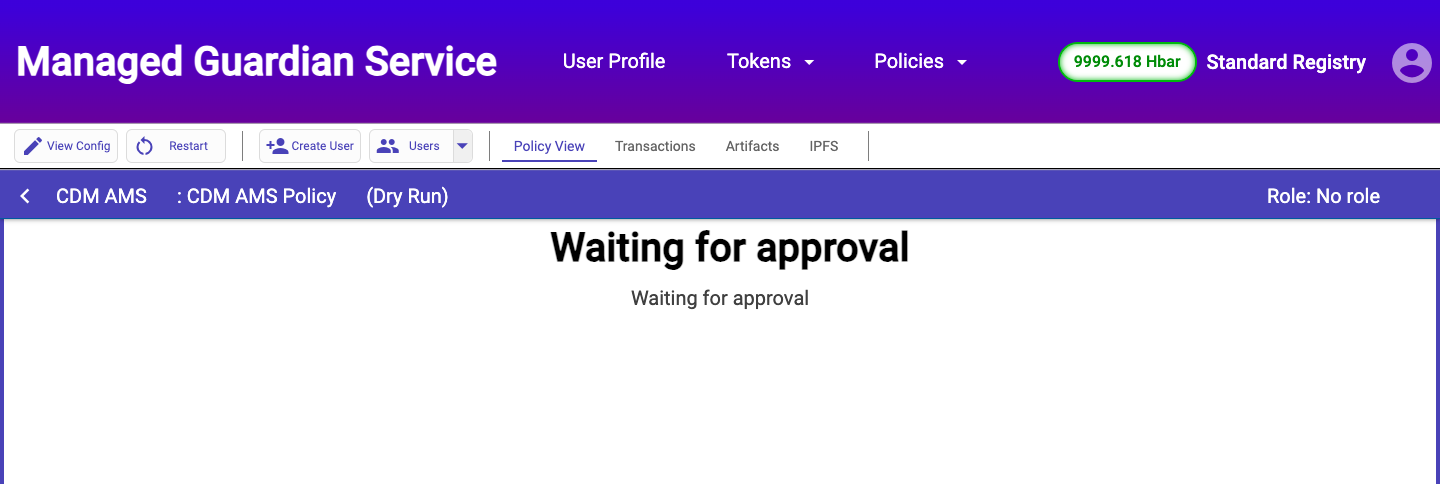 Managed Guardian Service User Profile Tokens Policies 9999.618 Hbar Standard Registry
View Config Restart Create User Users Policy View Transactions Artifacts IPFS
CDM AMS : CDM AMS Policy (Dry Run) Role: No role
Waiting for approval
Waiting for approval